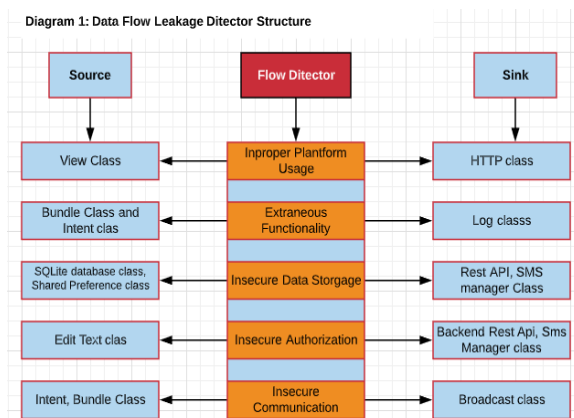 Diagram 1: Data Flow Leakage Ditector Structure
Source
Flow Ditector
Sink
View Class
Inproper Plantform
Usage
HTTP class
Bundle Class and
Intent clas
Extraneous
Functionality
Log classs
SQLite database class,
Shared Preference class
Insecure Data Storgage
Rest API, SMS
manager Class
Edit Text clas
Insecure Authorization
Backend Rest Api, Sms
Manager class
Intent, Bundle Class
Insecure
Communication
Broadcast class